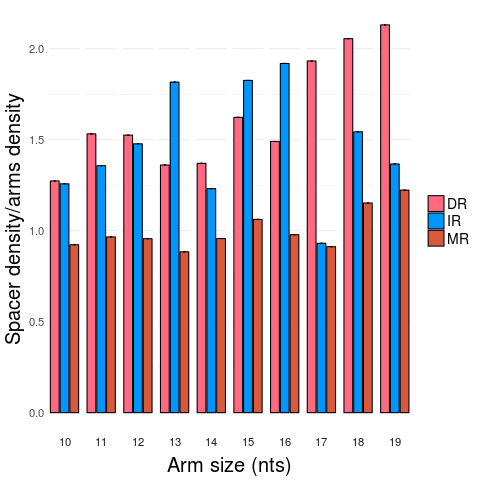 Spacer density/arms density
2.0
1.5
1.0
0.5
0.0
10 11 12 13 14 15 16 17 18 19
Arm size (nts)
DR
IR
MR